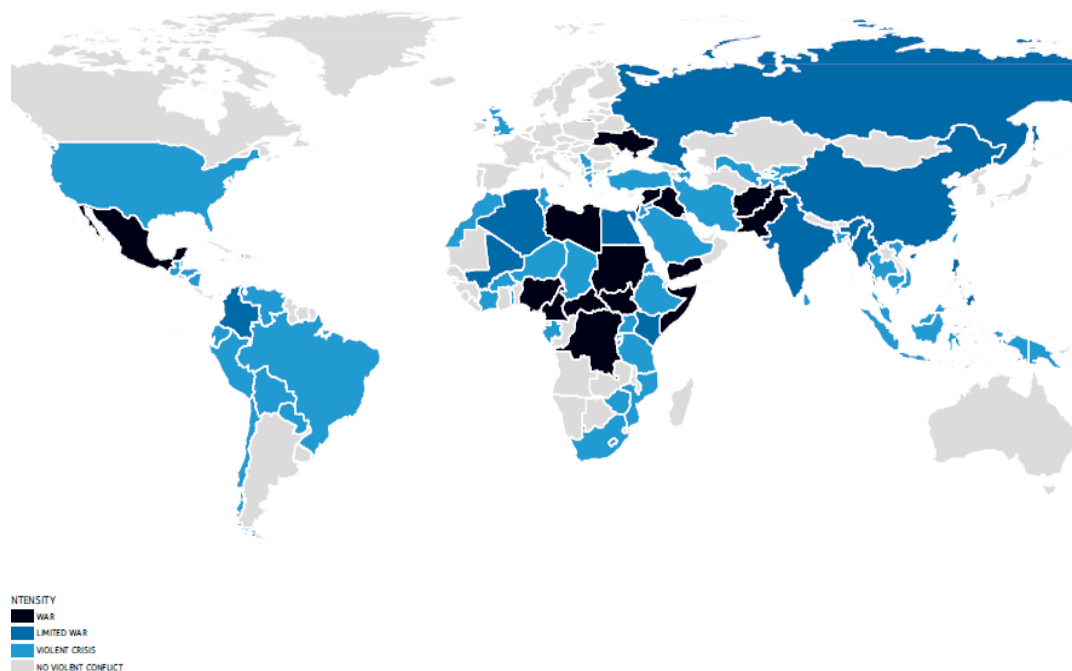 NTENSITY
WAR
LIMITED WAR
VIOLENT CRISIS
NO VIOLENT CONFLICT